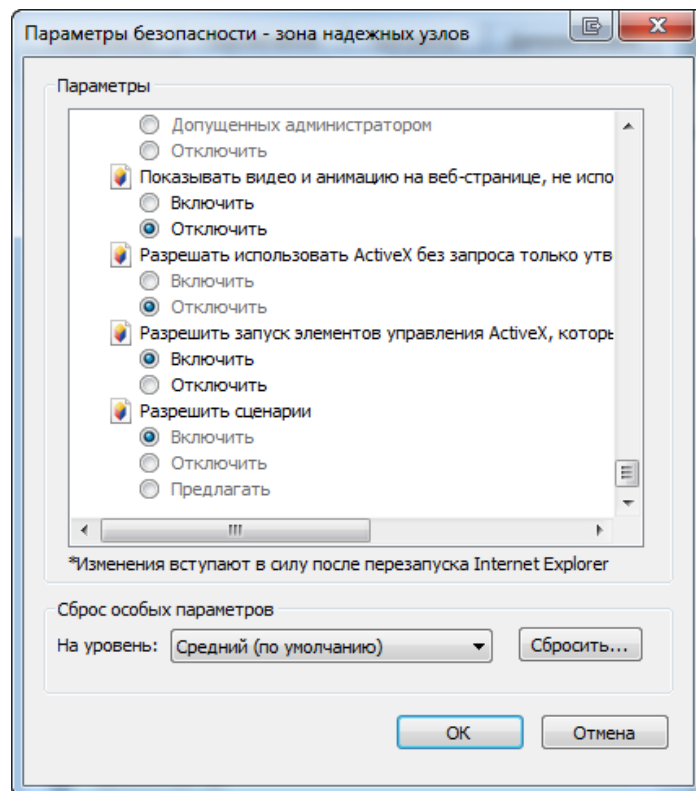 Параметры безопасности - зона надежных узлов
Параметры
Допущенных администратором
Отключить
Показывать видео и анимацию на веб-странице, не испо
Включить
Отключить
Разрешать использовать ActiveX без запроса только утв
Включить
Отключить
Разрешить запуск элементов управления ActiveX, которы
Включить
Отключить
Разрешить сценарии
Включить
Отключить
Предлагать
*Изменения вступают в силу после перезапуска Internet Explorer
Сброс особых параметров
На уровень: Средний (по умолчанию) Сбросить...
ОК Отмена